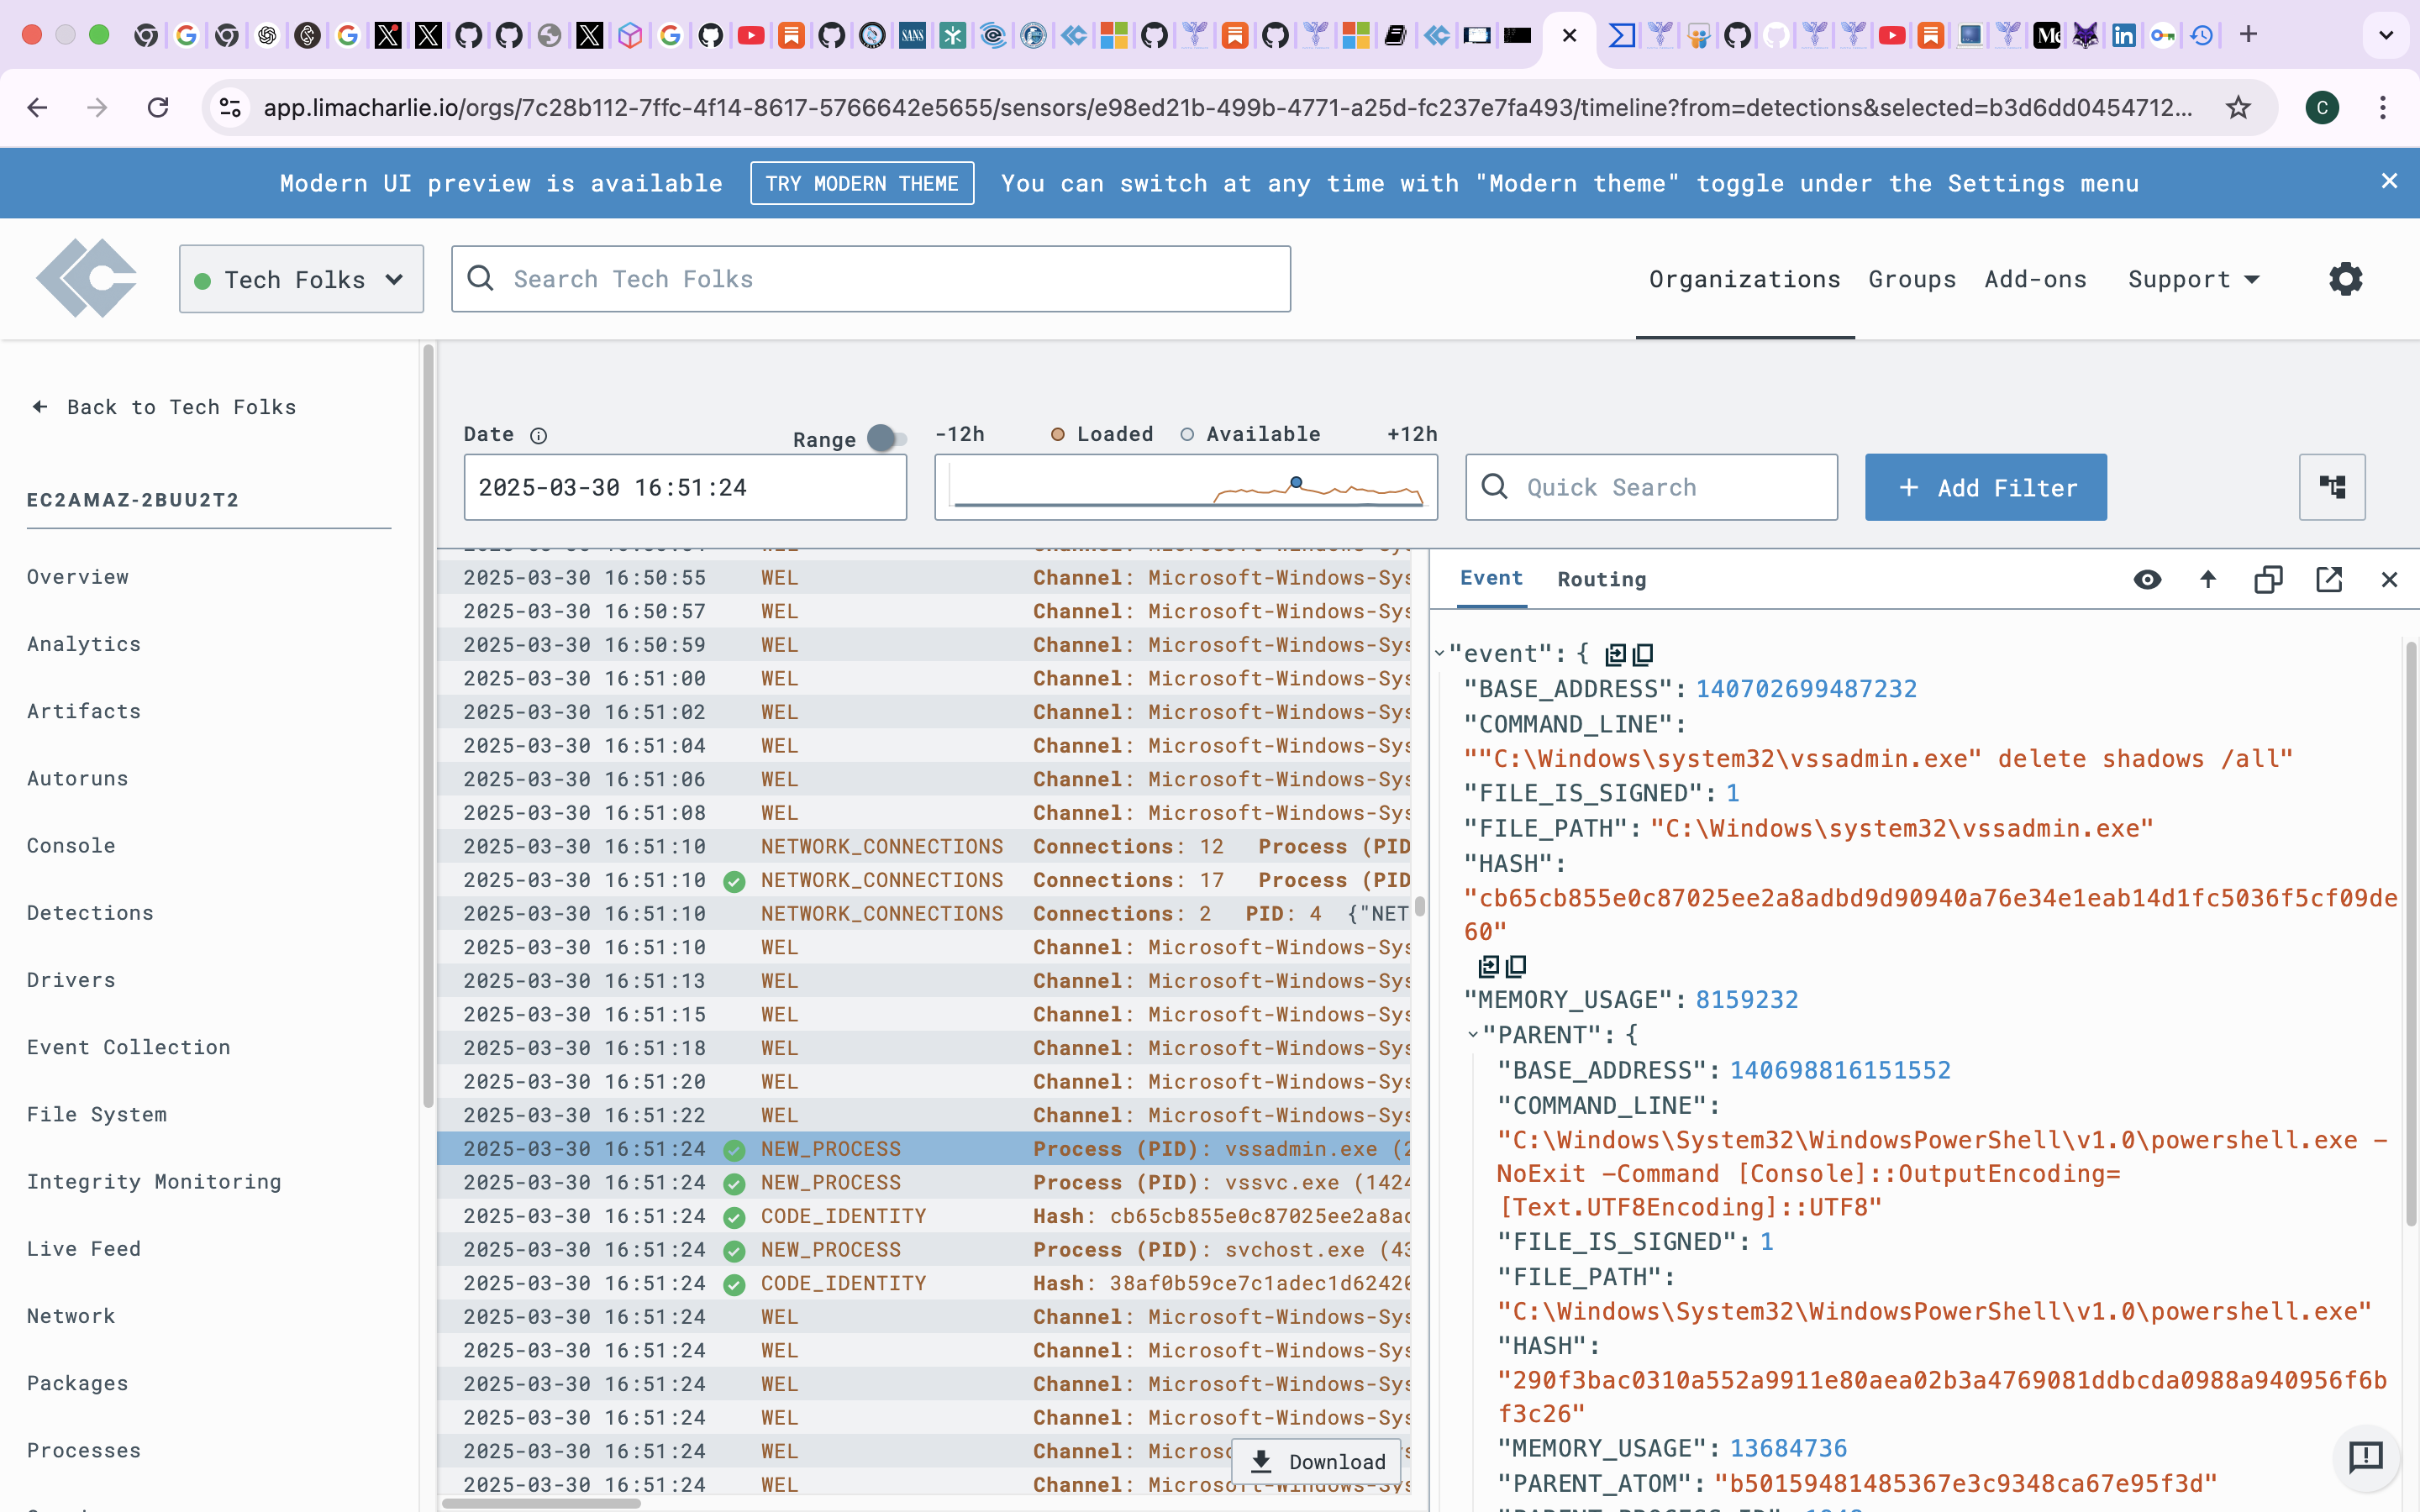 SANS
Me
in
app.limacharlie.io/orgs/7c28b112-7ffc-4f14-8617-5766642e5655/sensors/e98ed21b-499b-4771-a25d-fc237e7fa493/timeline?from=detections&selected=b3d6dd0454712...
C
Modern UI preview is available
TRY MODERN THEME
You can switch at any time with "Modern theme" toggle under the Settings menu
Tech Folks
Search Tech Folks
Organizations
Groups
Add-ons
Support
Back to Tech Folks
EC2AMAZ-2BUU2T2
Overview
Analytics
Artifacts
Autoruns
Console
Detections
Drivers
Event Collection
File System
Integrity Monitoring
Live Feed
Network
Packages
Processes
Date
Range
-12h
Loaded
Available
+12h
2025-03-30 16:51:24
Quick Search
+ Add Filter
2025-03-30 16:50:55 WEL Channel: Microsoft-Windows-Sys
2025-03-30 16:50:57 WEL Channel: Microsoft-Windows-Sys
2025-03-30 16:50:59 WEL Channel: Microsoft-Windows-Sys
2025-03-30 16:51:00 WEL Channel: Microsoft-Windows-Sys
2025-03-30 16:51:02 WEL Channel: Microsoft-Windows-Sys
2025-03-30 16:51:04 WEL Channel: Microsoft-Windows-Sys
2025-03-30 16:51:06 WEL Channel: Microsoft-Windows-Sys
2025-03-30 16:51:08 WEL Channel: Microsoft-Windows-Sys
2025-03-30 16:51:10 NETWORK_CONNECTIONS Connections: 12 Process (PID
2025-03-30 16:51:10 NETWORK_CONNECTIONS Connections: 17 Process (PID
2025-03-30 16:51:10 NETWORK_CONNECTIONS Connections: 2 PID: 4 {"NET
2025-03-30 16:51:10 WEL Channel: Microsoft-Windows-Sys
2025-03-30 16:51:13 WEL Channel: Microsoft-Windows-Sys
2025-03-30 16:51:15 WEL Channel: Microsoft-Windows-Sys
2025-03-30 16:51:18 WEL Channel: Microsoft-Windows-Sys
2025-03-30 16:51:20 WEL Channel: Microsoft-Windows-Sys
2025-03-30 16:51:22 WEL Channel: Microsoft-Windows-Sys
2025-03-30 16:51:24 NEW_PROCESS Process (PID): vssadmin.exe (2
2025-03-30 16:51:24 NEW_PROCESS Process (PID): vssvc.exe (1424
2025-03-30 16:51:24 CODE_IDENTITY Hash: cb65cb855e0c87025ee2a8ad
2025-03-30 16:51:24 NEW_PROCESS Process (PID): svchost.exe (43
2025-03-30 16:51:24 CODE_IDENTITY Hash: 38af0b59ce7c1adec1d62420
2025-03-30 16:51:24 WEL Channel: Microsoft-Windows-Sys
2025-03-30 16:51:24 WEL Channel: Microsoft-Windows-Sys
2025-03-30 16:51:24 WEL Channel: Microsoft-Windows-Sys
2025-03-30 16:51:24 WEL Channel: Microsoft-Windows-Sys
2025-03-30 16:51:24 WEL Channel: Microso
2025-03-30 16:51:24 WEL Channel: Microsoft-Windows-Sys
Download
Event
Routing
"event": {
"BASE_ADDRESS": 140702699487232
"COMMAND_LINE":
""C:\Windows\system32\vssadmin.exe" delete shadows /all"
"FILE_IS_SIGNED": 1
"FILE_PATH": "C:\Windows\system32\vssadmin.exe"
"HASH":
"cb65cb855e0c87025ee2a8adbd9d90940a76e34e1eab14d1fc5036f5cf09de
60"
"MEMORY_USAGE": 8159232
"PARENT": {
"BASE_ADDRESS": 140698816151552
"COMMAND_LINE":
"C:\Windows\System32\WindowsPowerShell\v1.0\powershell.exe -
NoExit -Command [Console]::OutputEncoding=
[Text.UTF8Encoding]::UTF8"
"FILE_IS_SIGNED": 1
"FILE_PATH":
"C:\Windows\System32\WindowsPowerShell\v1.0\powershell.exe"
"HASH":
"290f3bac0310a552a9911e80aea02b3a4769081ddbcda0988a940956f6b
f3c26"
"MEMORY_USAGE": 13684736
"PARENT_ATOM": "b50159481485367e3c9348ca67e95f3d"